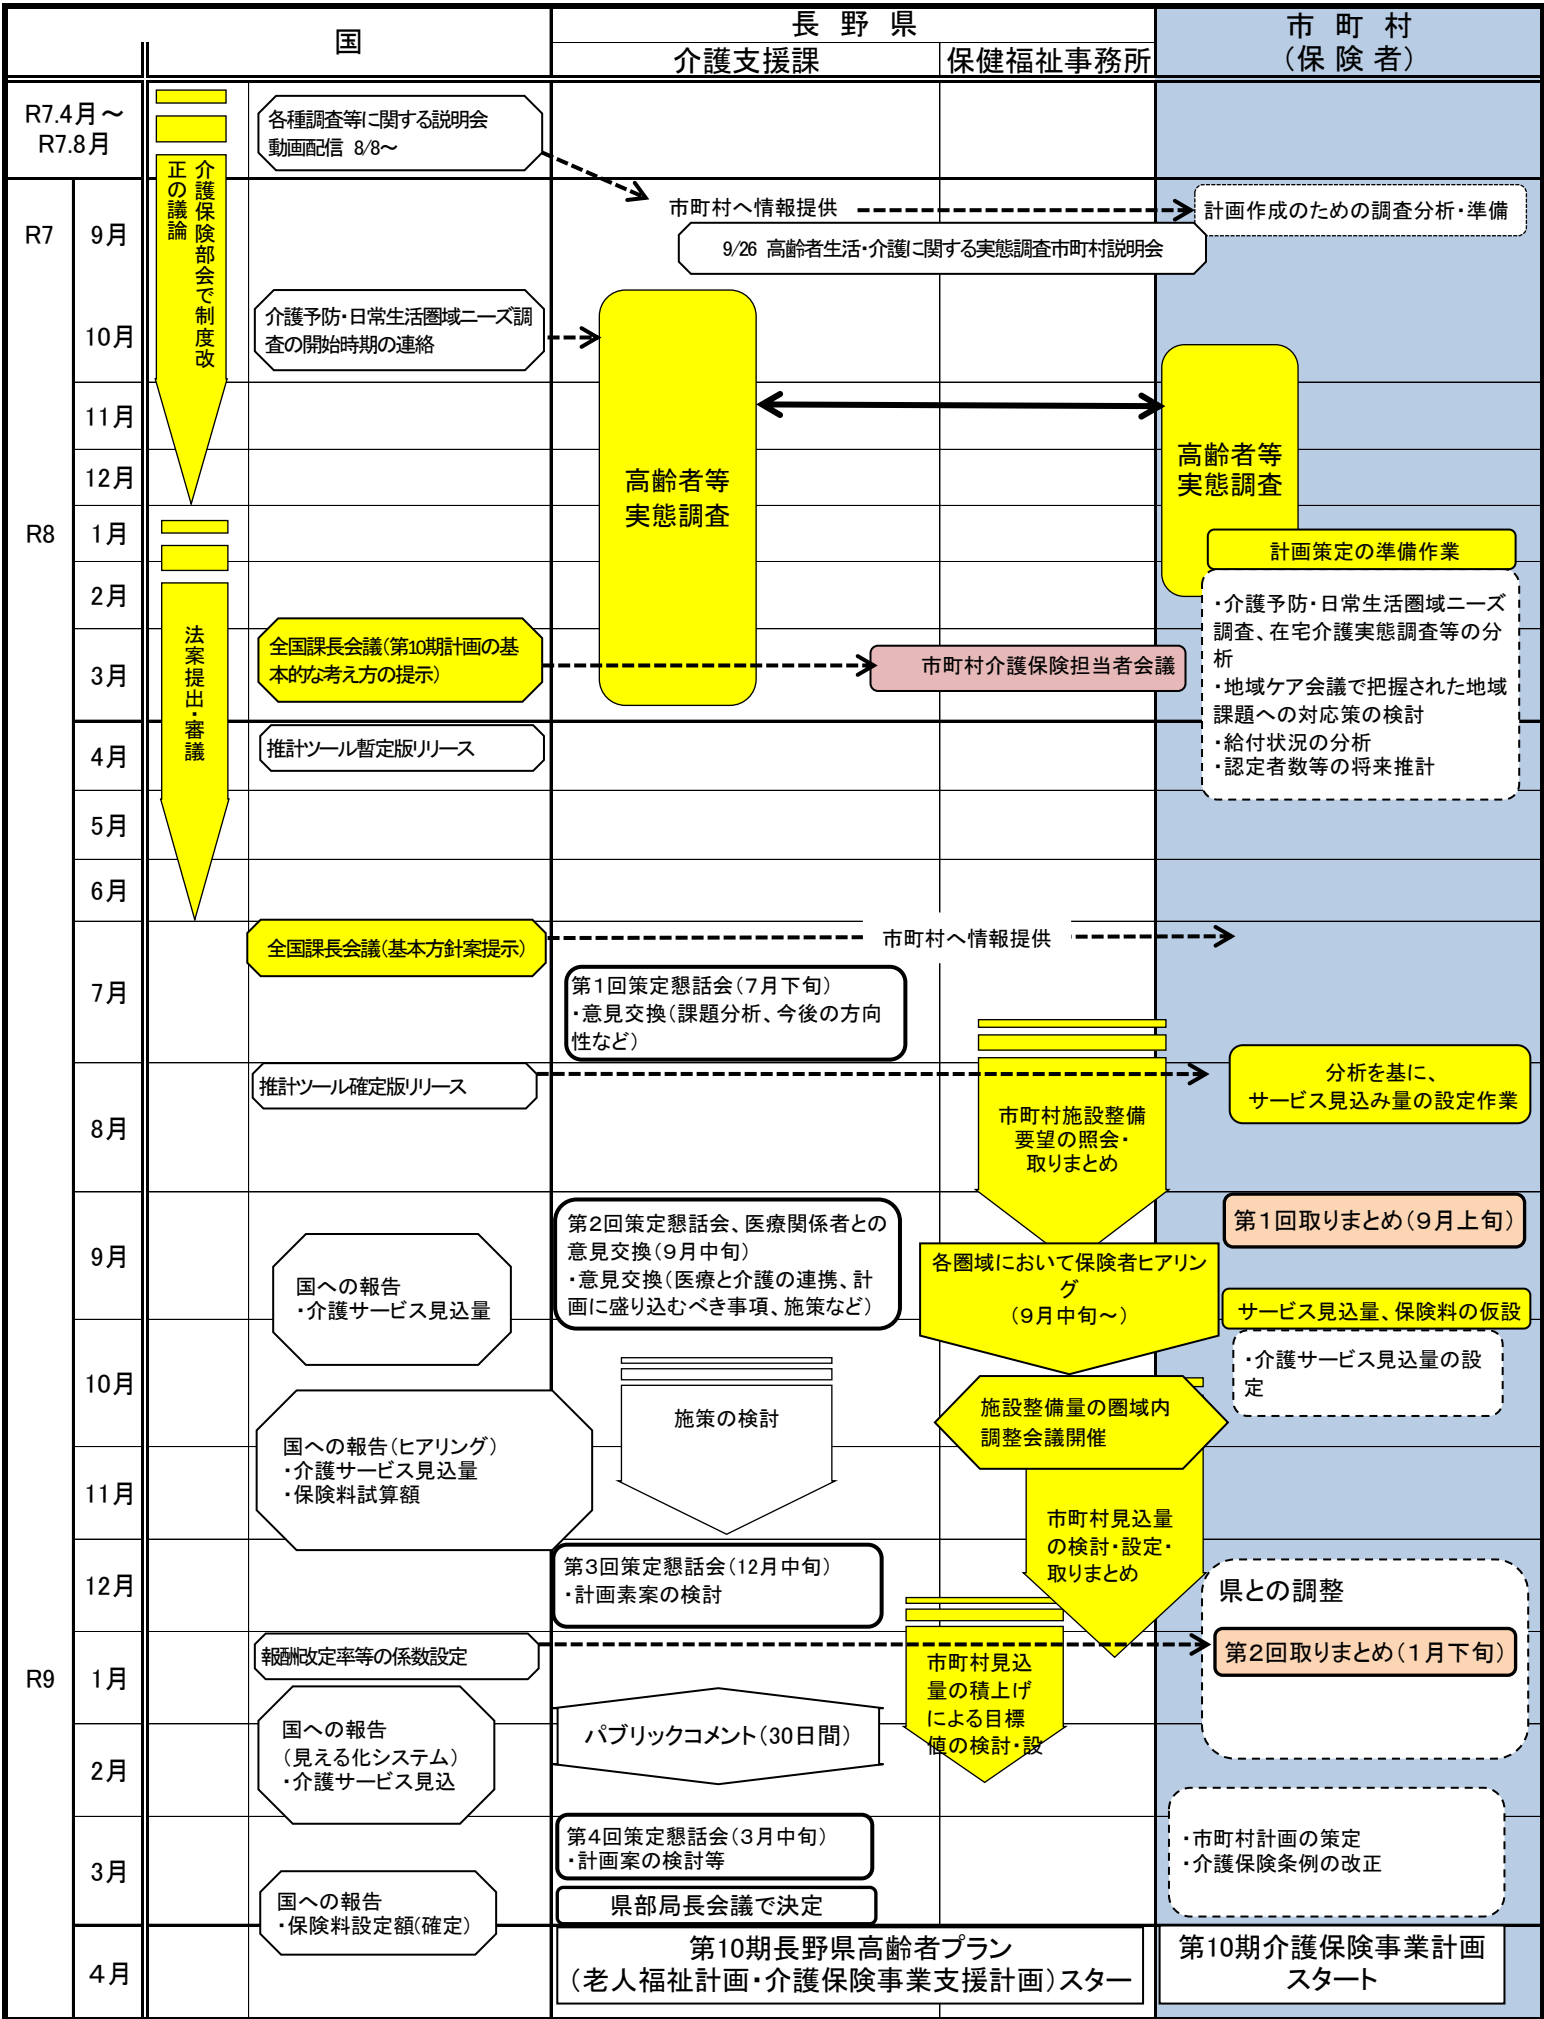 国
長 野 県
市 町 村
(保 険 者)
介護支援課
保健福祉事務所
R7.4月～
R7.8月
各種調査等に関する説明会
動画配信 8/8～
介護保険部会で制度改
正の議論
R7
9月
市町村へ情報提供
計画作成のための調査分析・準備
9/26 高齢者生活・介護に関する実態調査市町村説明会
10月
介護予防・日常生活圏域ニーズ調
査の開始時期の連絡
11月
12月
高齢者等
実態調査
高齢者等
実態調査
R8
1月
計画策定の準備作業
2月
・介護予防・日常生活圏域ニーズ
調査、在宅介護実態調査等の分
析
・地域ケア会議で把握された地域
課題への対応策の検討
・給付状況の分析
・認定者数等の将来推計
法案提出・審議
3月
全国課長会議(第10期計画の基
本的な考え方の提示)
市町村介護保険担当者会議
4月
推計ツール暫定版リリース
5月
6月
7月
全国課長会議(基本方針案提示)
市町村へ情報提供
第1回策定懇話会(7月下旬)
・意見交換(課題分析、今後の方向
性など)
8月
推計ツール確定版リリース
市町村施設整備
要望の照会・
取りまとめ
分析を基に、
サービス見込み量の設定作業
9月
国への報告
・介護サービス見込量
第2回策定懇話会、医療関係者との
意見交換(9月中旬)
・意見交換(医療と介護の連携、計
画に盛り込むべき事項、施策など)
各圏域において保険者ヒアリン
グ
(9月中旬～)
第1回取りまとめ(9月上旬)
サービス見込量、保険料の仮設
・介護サービス見込量の設
定
10月
施策の検討
施設整備量の圏域内
調整会議開催
国への報告(ヒアリング)
・介護サービス見込量
・保険料試算額
11月
市町村見込量
の検討・設定・
取りまとめ
12月
第3回策定懇話会(12月中旬)
・計画素案の検討
県との調整
第2回取りまとめ(1月下旬)
R9
1月
報酬改定率等の係数設定
市町村見込
量の積上げ
による目標
値の検討・設
国への報告
(見える化システム)
・介護サービス見込
パブリックコメント(30日間)
2月
3月
第4回策定懇話会(3月中旬)
・計画案の検討等
・市町村計画の策定
・介護保険条例の改正
国への報告
・保険料設定額(確定)
県部局長会議で決定
4月
第10期長野県高齢者プラン
(老人福祉計画・介護保険事業支援計画)スター
第10期介護保険事業計画
スタート